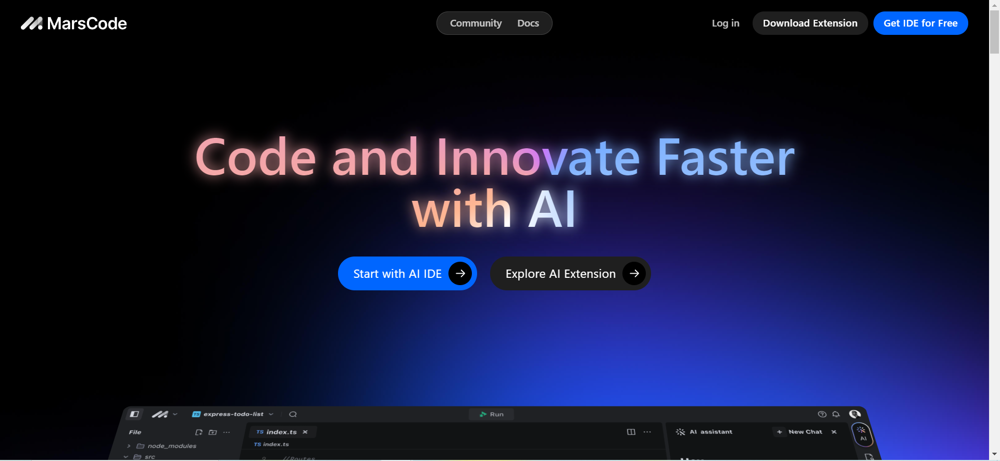 MarsCode
Community Docs
Log in
Download Extension
Get IDE for Free
Code and Innovate Faster
with AI
Start with AI IDE
Explore AI Extension
TS express-todo-list
Run
File
TS index.ts
AI assistant
New Chat
AI
TS index.ts
node_modules
src
9 //Routes